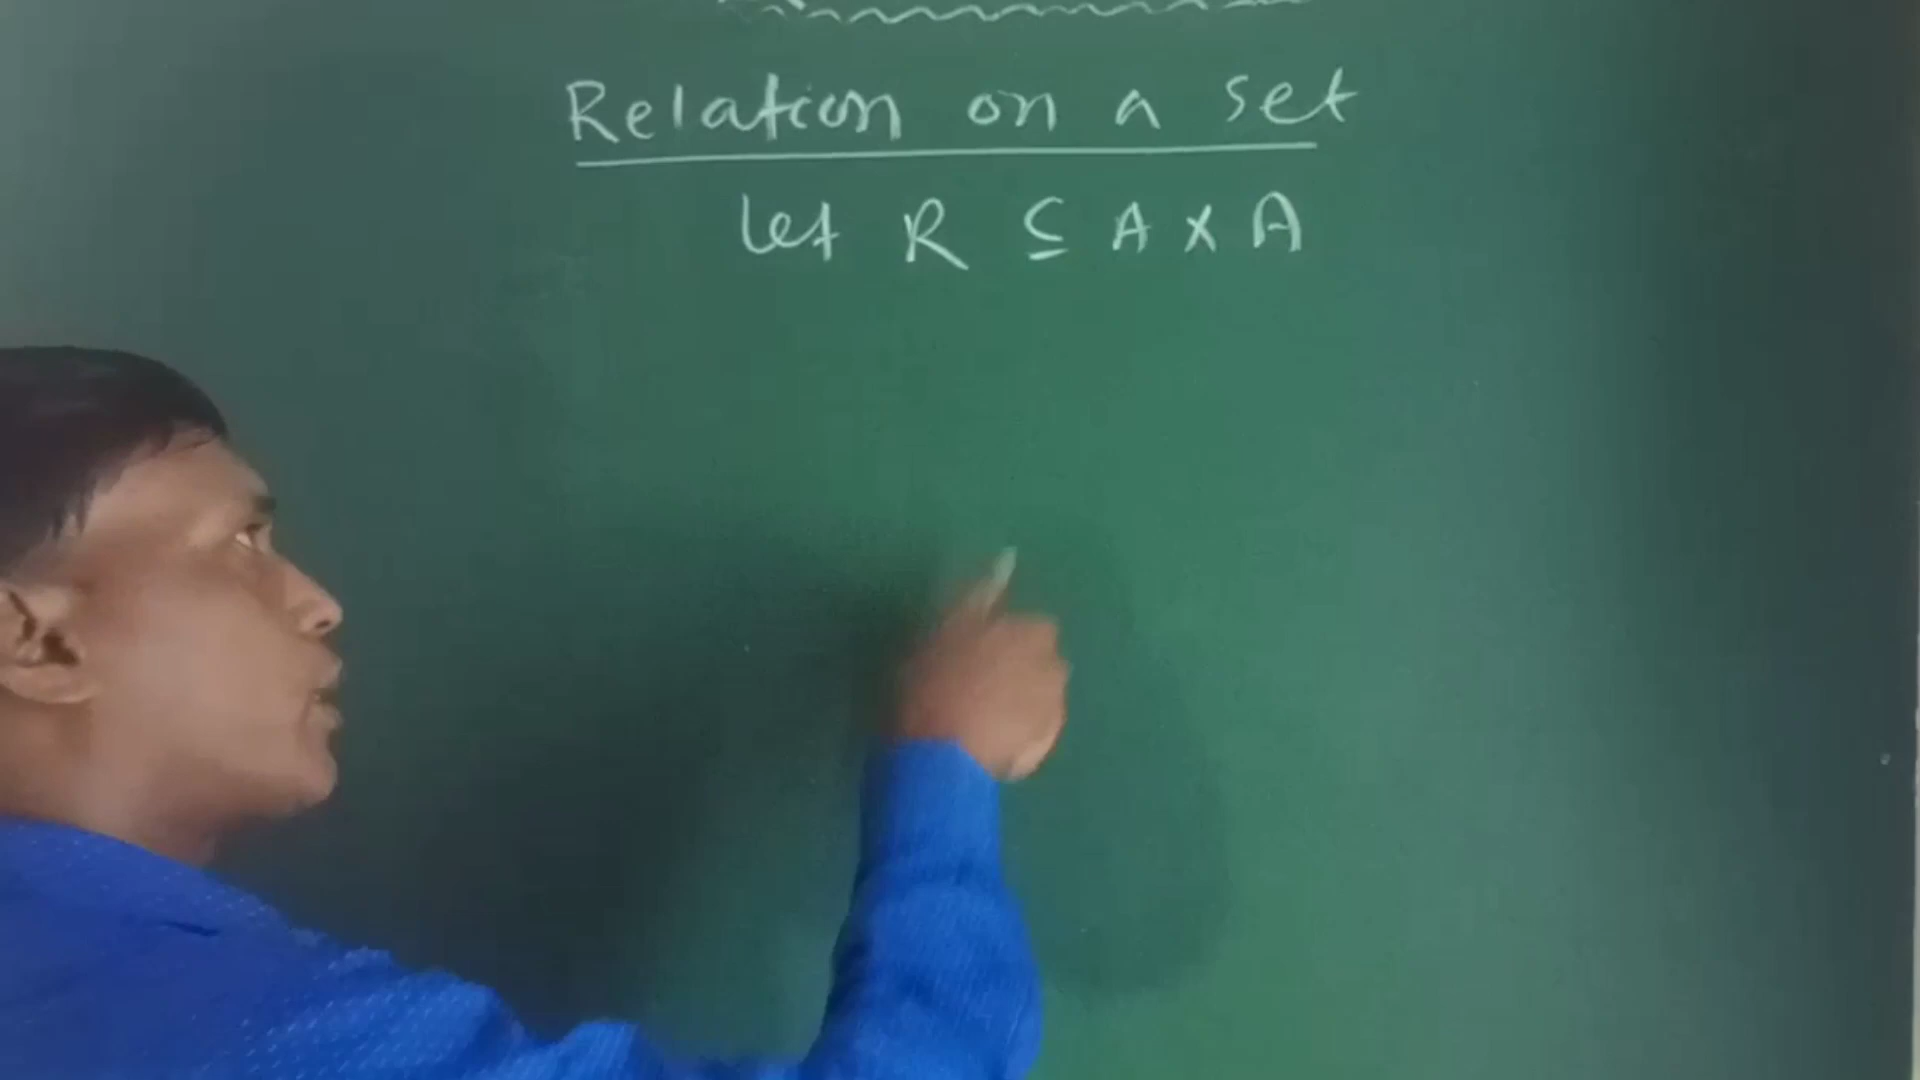 Relation on a set
let R ⊆ A × A